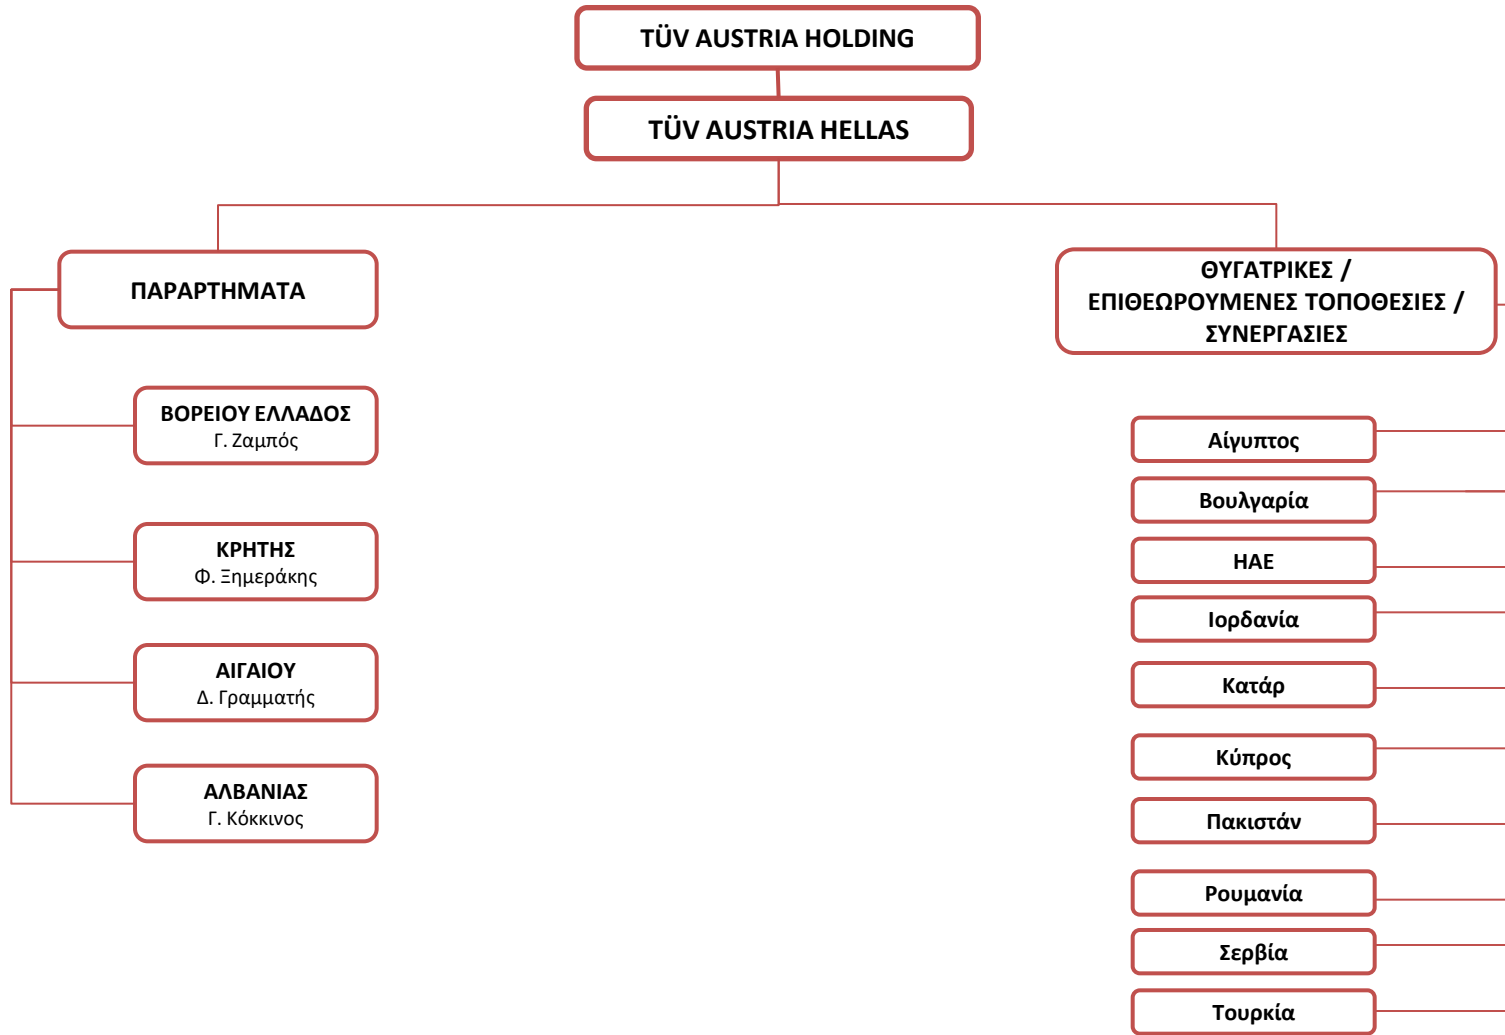 TÜV AUSTRIA HOLDING
TÜV AUSTRIA HELLAS
ΠΑΡΑΡΤΗΜΑΤΑ
ΒΟΡΕΙΟΥ ΕΛΛΑΔΟΣ
Γ. Ζαμπός
ΚΡΗΤΗΣ
Φ. Ξημεράκης
ΑΙΓΑΙΟΥ
Δ. Γραμματής
ΑΛΒΑΝΙΑΣ
Γ. Κόκκινος
ΘΥΓΑΤΡΙΚΕΣ /
ΕΠΙΘΕΩΡΟΥΜΕΝΕΣ ΤΟΠΟΘΕΣΙΕΣ /
ΣΥΝΕΡΓΑΣΙΕΣ
Αίγυπτος
Βουλγαρία
ΗΑΕ
Ιορδανία
Κατάρ
Κύπρος
Πακιστάν
Ρουμανία
Σερβία
Τουρκία